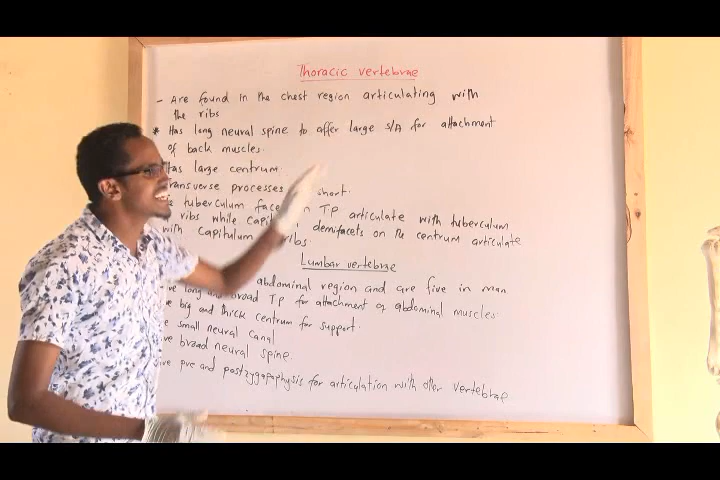 Thoracic vertebrae
- Are found in the chest region articulating with
the ribs
* Has long neural spine to offer large S/A for attachment
of back muscles.
Has large centrum.
Transverse processes short.
tuberculum facet on TP articulate with tuberculum
ribs while demifacets on the centrum articulate
with Capitulum ribs
Lumbar vertebrae
abdominal region and are five in man
long and broad TP for attachment of abdominal muscles.
big and thick centrum for support.
small neural canal
broad neural spine.
pre and postzygapophysis for articulation with other vertebrae